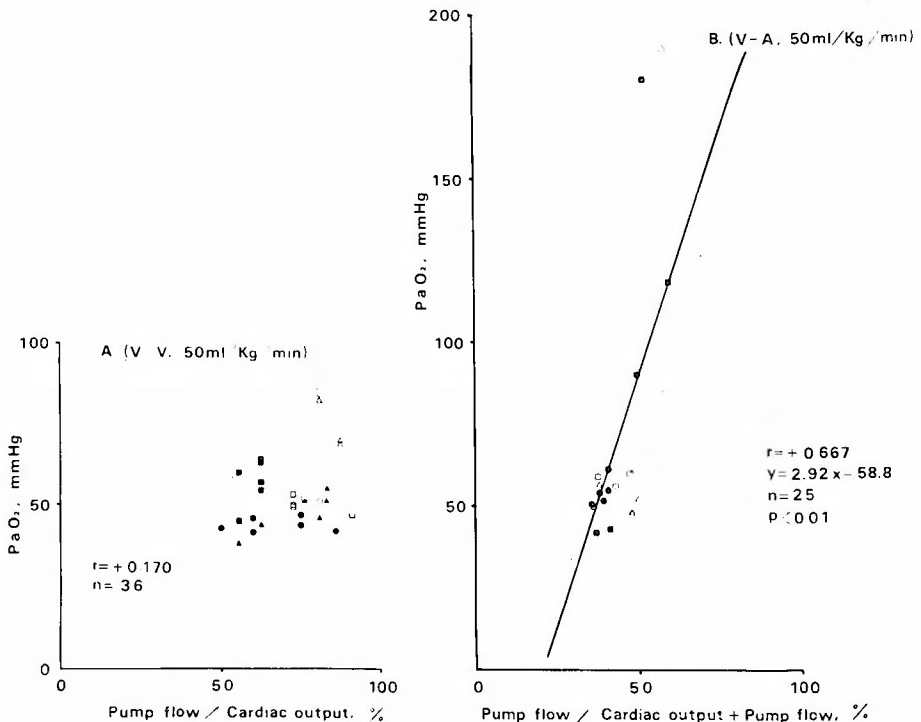 A (V V. 50ml Kg min)
100
50
0
PaO₂, mmHg
r=+0.170
n=36
0
50
100
Pump flow / Cardiac output, %
B. (V-A, 50ml/Kg/min)
200
150
100
50
PaO₂, mmHg
r=+0 667
y=2.92x-58.8
n=25
p<001
0
50
100
Pump flow / Cardiac output + Pump flow, %